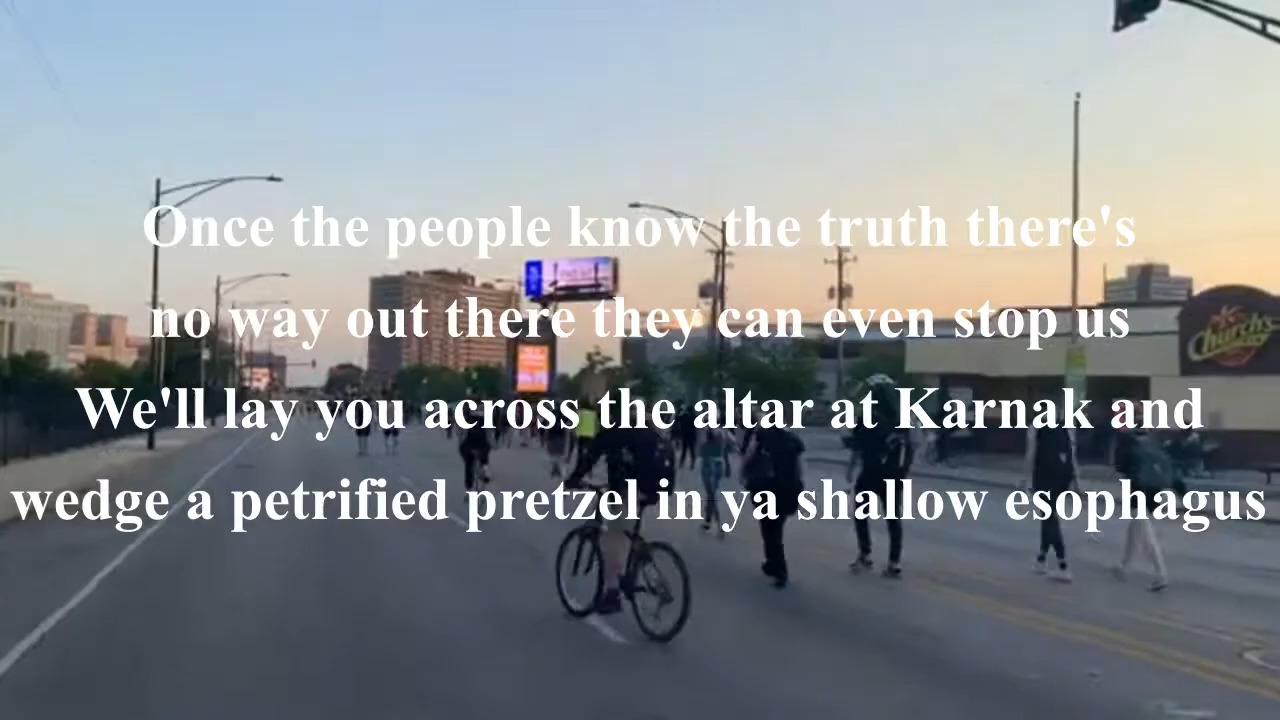 Once the people know the truth there's
no way out there they can even stop us
We'll lay you across the altar at Karnak and
wedge a petrified pretzel in ya shallow esophagus
Church's